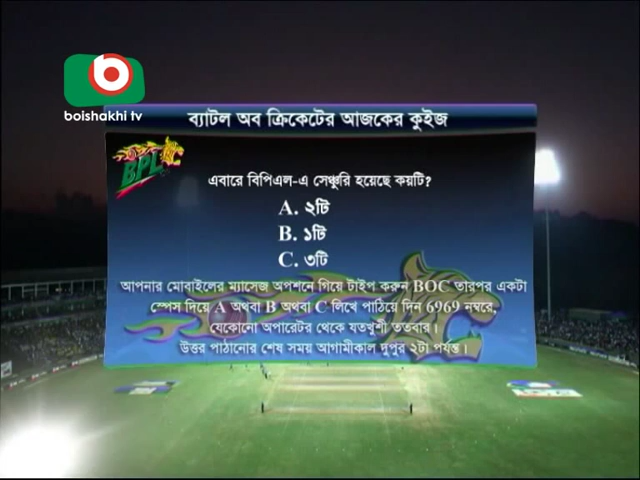 boishakhi tv
ব্যাটল অব ক্রিকেটের আজকের কুইজ
BPL
এবারে বিপিএল-এ সেঞ্চুরি হয়েছে কয়টি?
A. ২টি
B. ১টি
C. ৩টি
আপনার মোবাইলের ম্যাসেজ অপশনে গিয়ে টাইপ করুন BOC তারপর একটা
স্পেস দিয়ে A অথবা B অথবা C লিখে পাঠিয়ে দিন 6969 নম্বরে,
যেকোনো অপারেটর থেকে যতখুশী ততবার।
উত্তর পাঠানোর শেষ সময় আগামীকাল দুপুর ২টা পর্যন্ত।